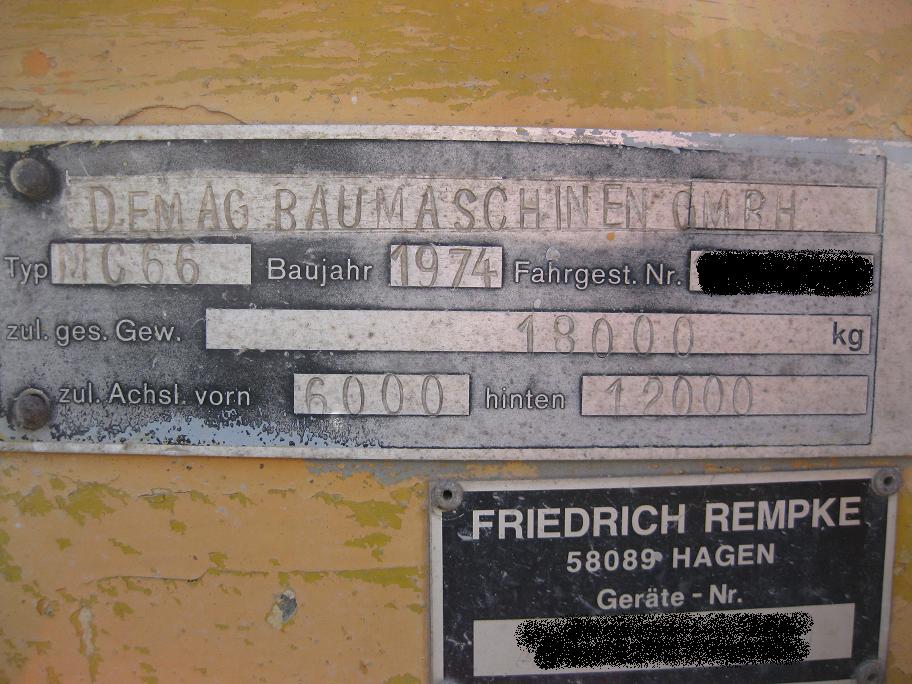 DEMAG BAUMASCHINEN GMBH
Typ MC66 Baujahr 1974 Fahrgest. Nr.
zul. ges. Gew. 18000 kg
zul. Achsl. vorn 6000 hinten 12000
FRIEDRICH REMPKE
58089 HAGEN
Geräte - Nr.